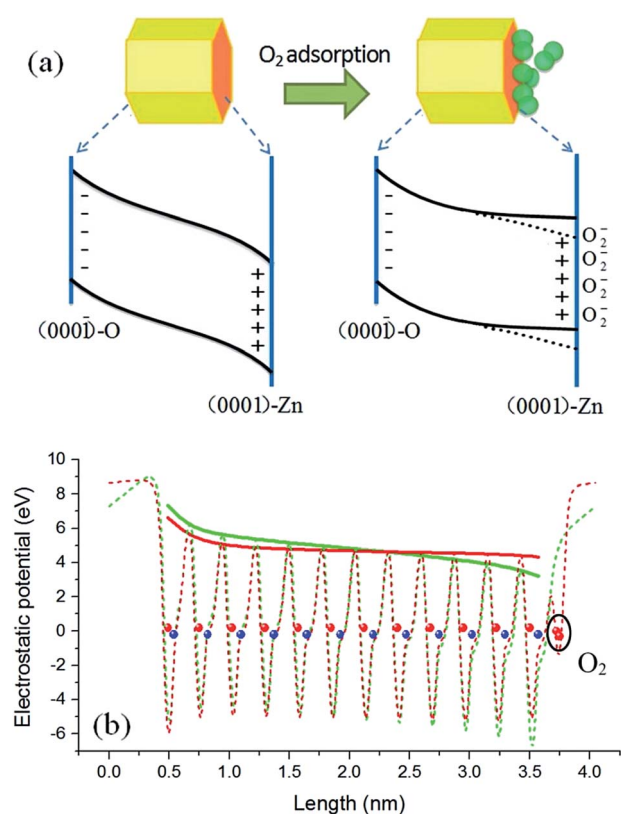 (a)
O₂ adsorption
-
-
-
-
-
+
+
+
+
+
(0001̄)-O
(0001)-Zn
-
-
-
-
-
+
+
+
+
+
O₂⁻
O₂⁻
O₂⁻
O₂⁻
(0001̄)-O
(0001)-Zn
Electrostatic potential (eV)
10
8
6
4
2
0
-2
-4
-6
(b)
O₂
0.0 0.5 1.0 1.5 2.0 2.5 3.0 3.5 4.0
Length (nm)